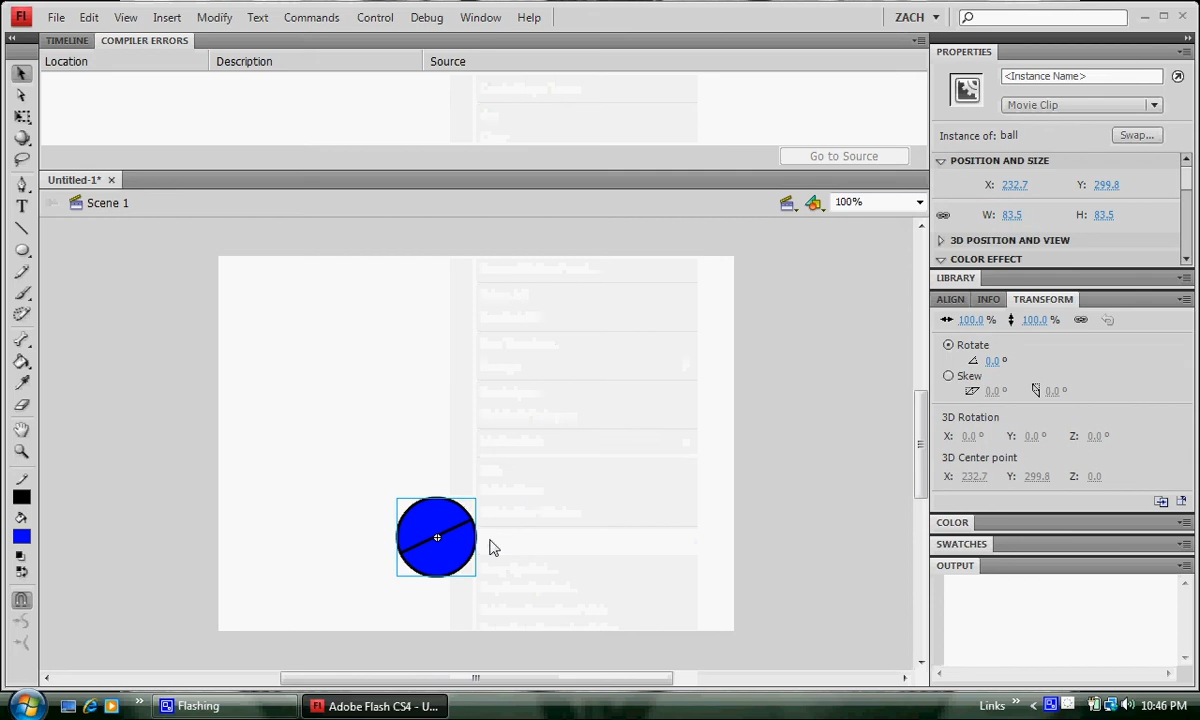 Fl File Edit View Insert Modify Text Commands Control Debug Window Help ZACH
TIMELINE COMPILER ERRORS
Location Description Source
Go to Source
Untitled-1*
Scene 1 100%
PROPERTIES
<Instance Name>
Movie Clip
Instance of: ball Swap...
POSITION AND SIZE
X: 232.7 Y: 299.8
W: 83.5 H: 83.5
3D POSITION AND VIEW
COLOR EFFECT
LIBRARY
ALIGN INFO TRANSFORM
100.0 % 100.0 %
Rotate
0.0 °
Skew
0.0 ° 0.0 °
3D Rotation
X: 0.0 ° Y: 0.0 ° Z: 0.0 °
3D Center point
X: 232.7 Y: 299.8 Z: 0.0
COLOR
SWATCHES
OUTPUT
T
Flashing Fl Adobe Flash CS4 - U... Links 10:46 PM